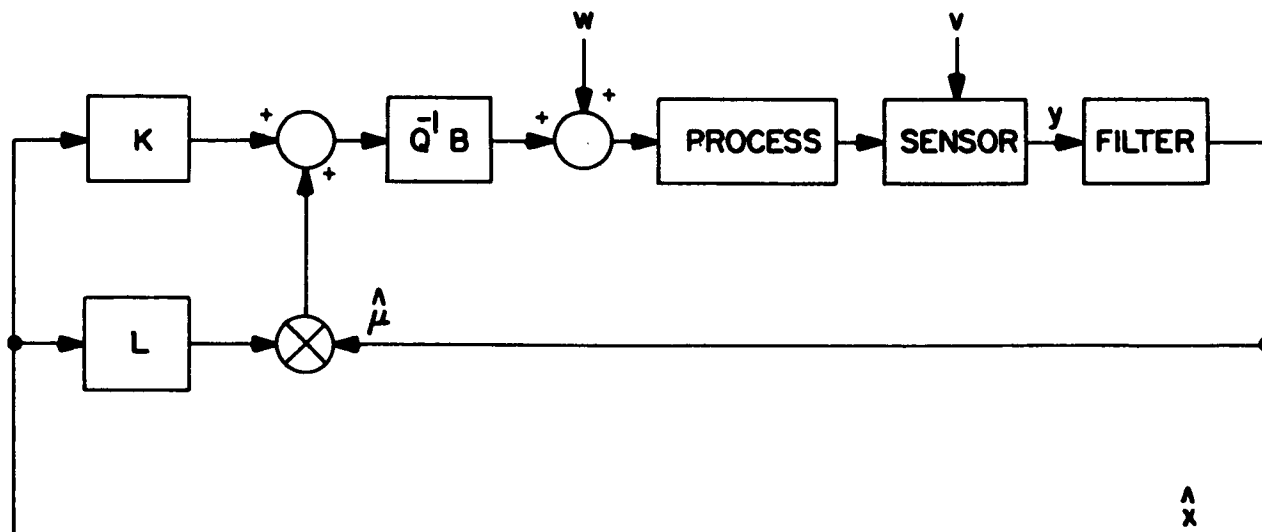 w
v
+
+
K
+
+
Q⁻¹ B
PROCESS
SENSOR
y
FILTER
L
μ̂
x̂